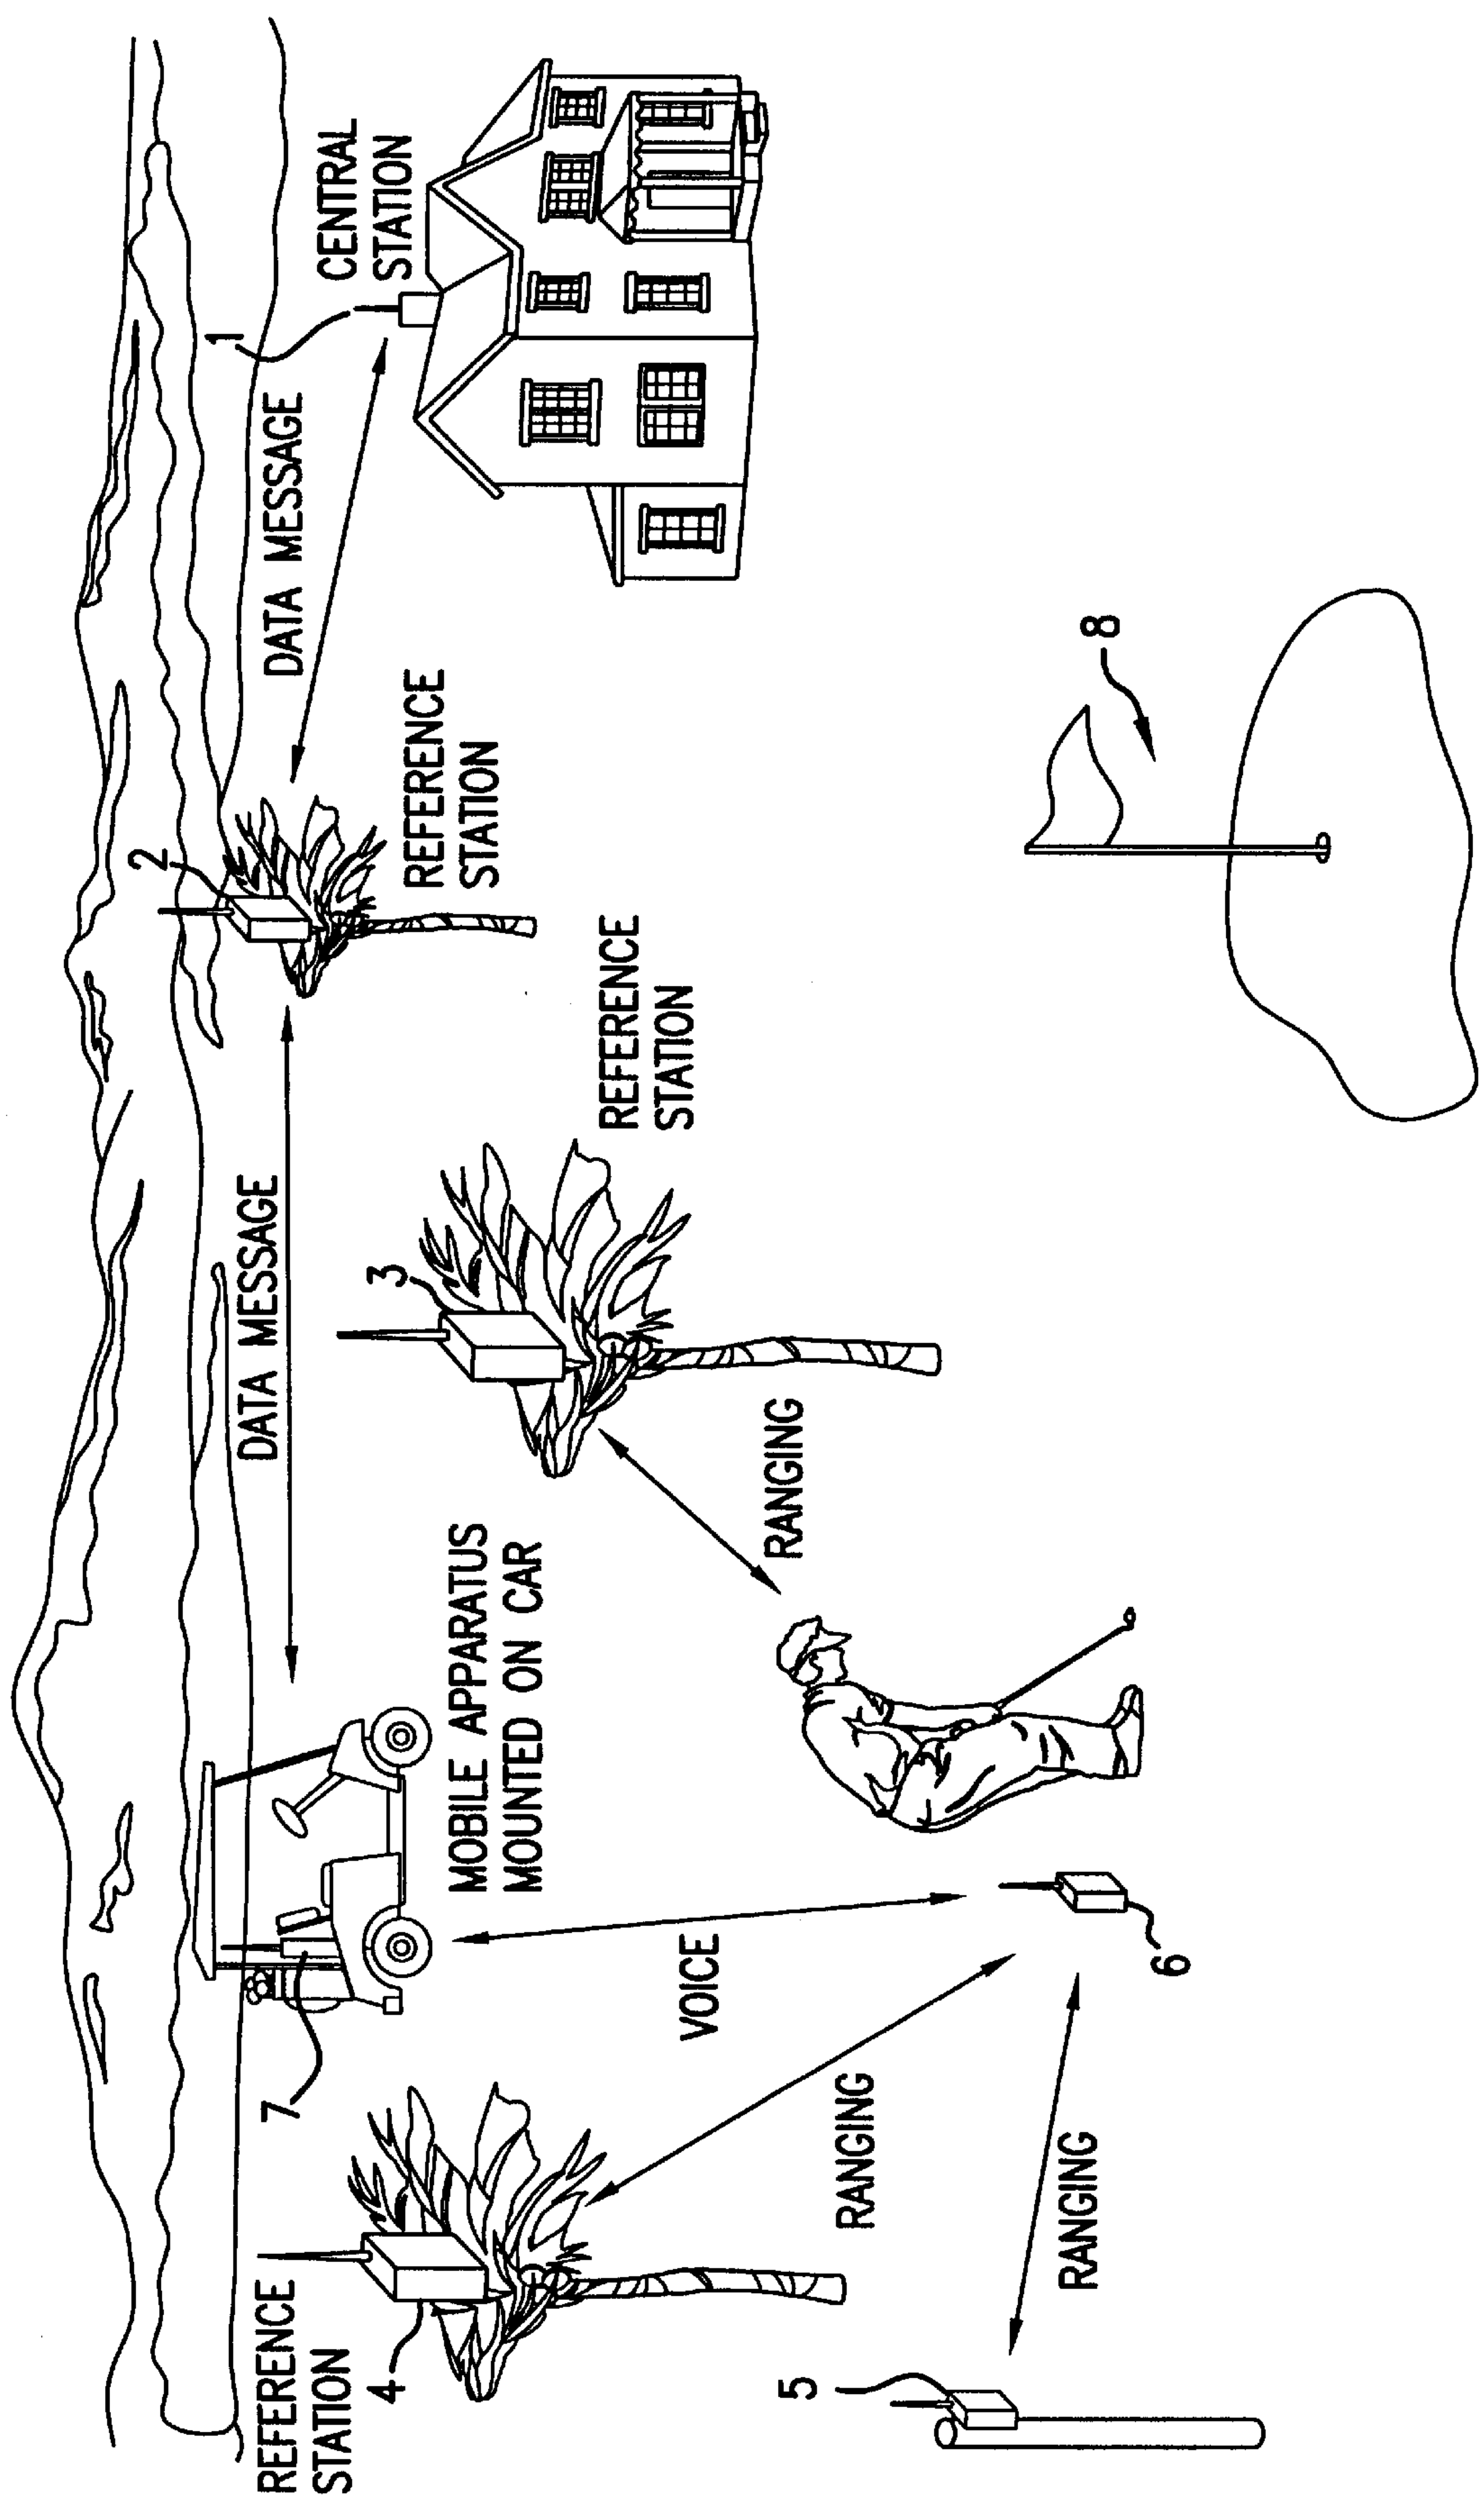 REFERENCE
STATION
4
7
DATA MESSAGE
2
DATA MESSAGE
1
CENTRAL
STATION
MOBILE APPARATUS
MOUNTED ON CAR
3
REFERENCE
STATION
REFERENCE
STATION
VOICE
RANGING
5
RANGING
RANGING
6
8